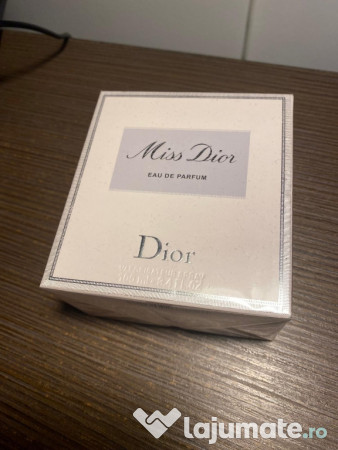 Miss Dior
EAU DE PARFUM
Dior
lajumate.ro